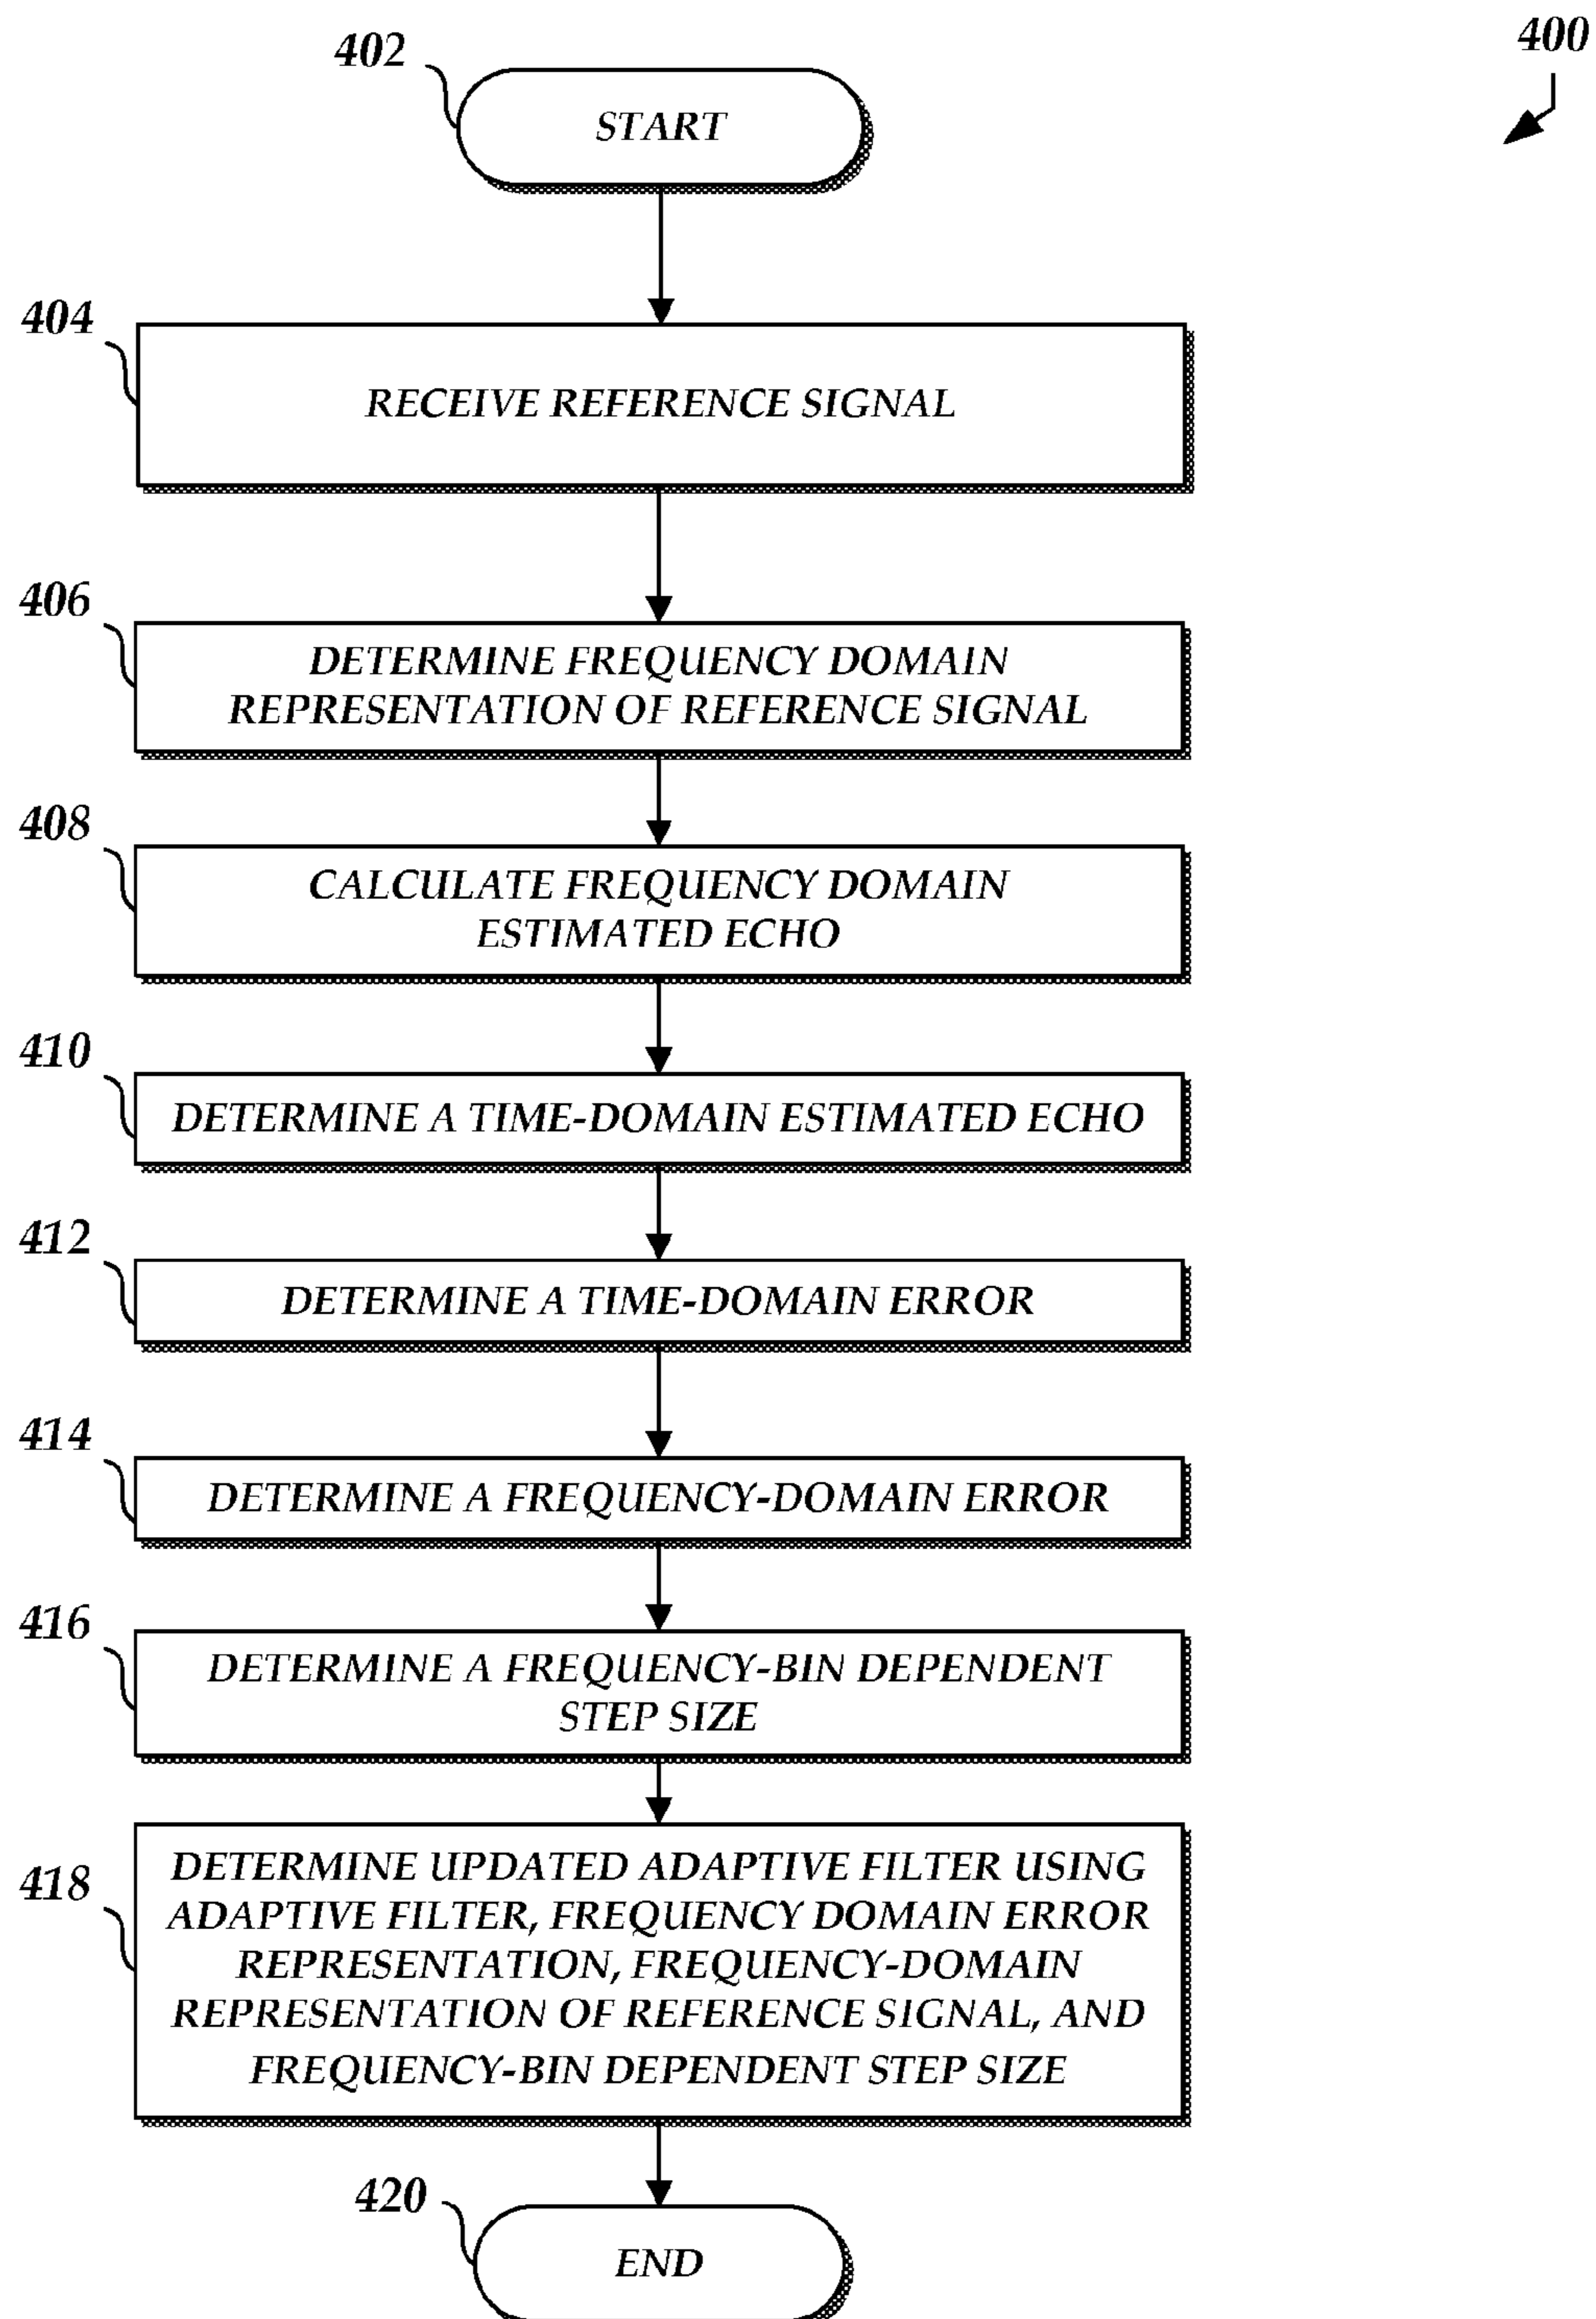 400
402
START
404
RECEIVE REFERENCE SIGNAL
406
DETERMINE FREQUENCY DOMAIN
REPRESENTATION OF REFERENCE SIGNAL
408
CALCULATE FREQUENCY DOMAIN
ESTIMATED ECHO
410
DETERMINE A TIME-DOMAIN ESTIMATED ECHO
412
DETERMINE A TIME-DOMAIN ERROR
414
DETERMINE A FREQUENCY-DOMAIN ERROR
416
DETERMINE A FREQUENCY-BIN DEPENDENT
STEP SIZE
418
DETERMINE UPDATED ADAPTIVE FILTER USING
ADAPTIVE FILTER, FREQUENCY DOMAIN ERROR
REPRESENTATION, FREQUENCY-DOMAIN
REPRESENTATION OF REFERENCE SIGNAL, AND
FREQUENCY-BIN DEPENDENT STEP SIZE
420
END